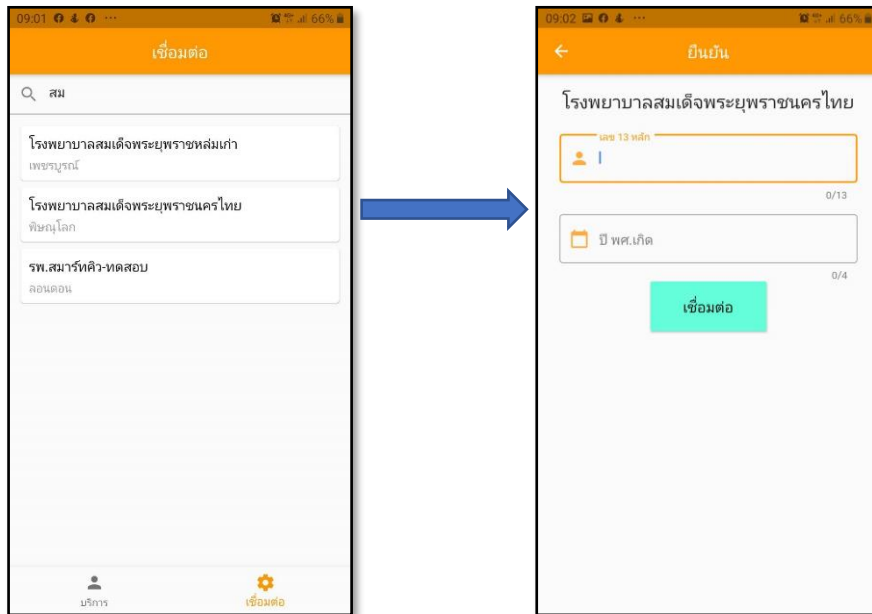 09:01
66%
เชื่อมต่อ
สม
โรงพยาบาลสมเด็จพระยุพราชหล่มเก่า
เพชรบูรณ์
โรงพยาบาลสมเด็จพระยุพราชนครไทย
พิษณุโลก
รพ.สมาร์ทคิว-ทดสอบ
ลอนดอน
บริการ
เชื่อมต่อ
09:02
66%
ยืนยัน
โรงพยาบาลสมเด็จพระยุพราชนครไทย
เลข 13 หลัก
0/13
ปี พศ.เกิด
0/4
เชื่อมต่อ